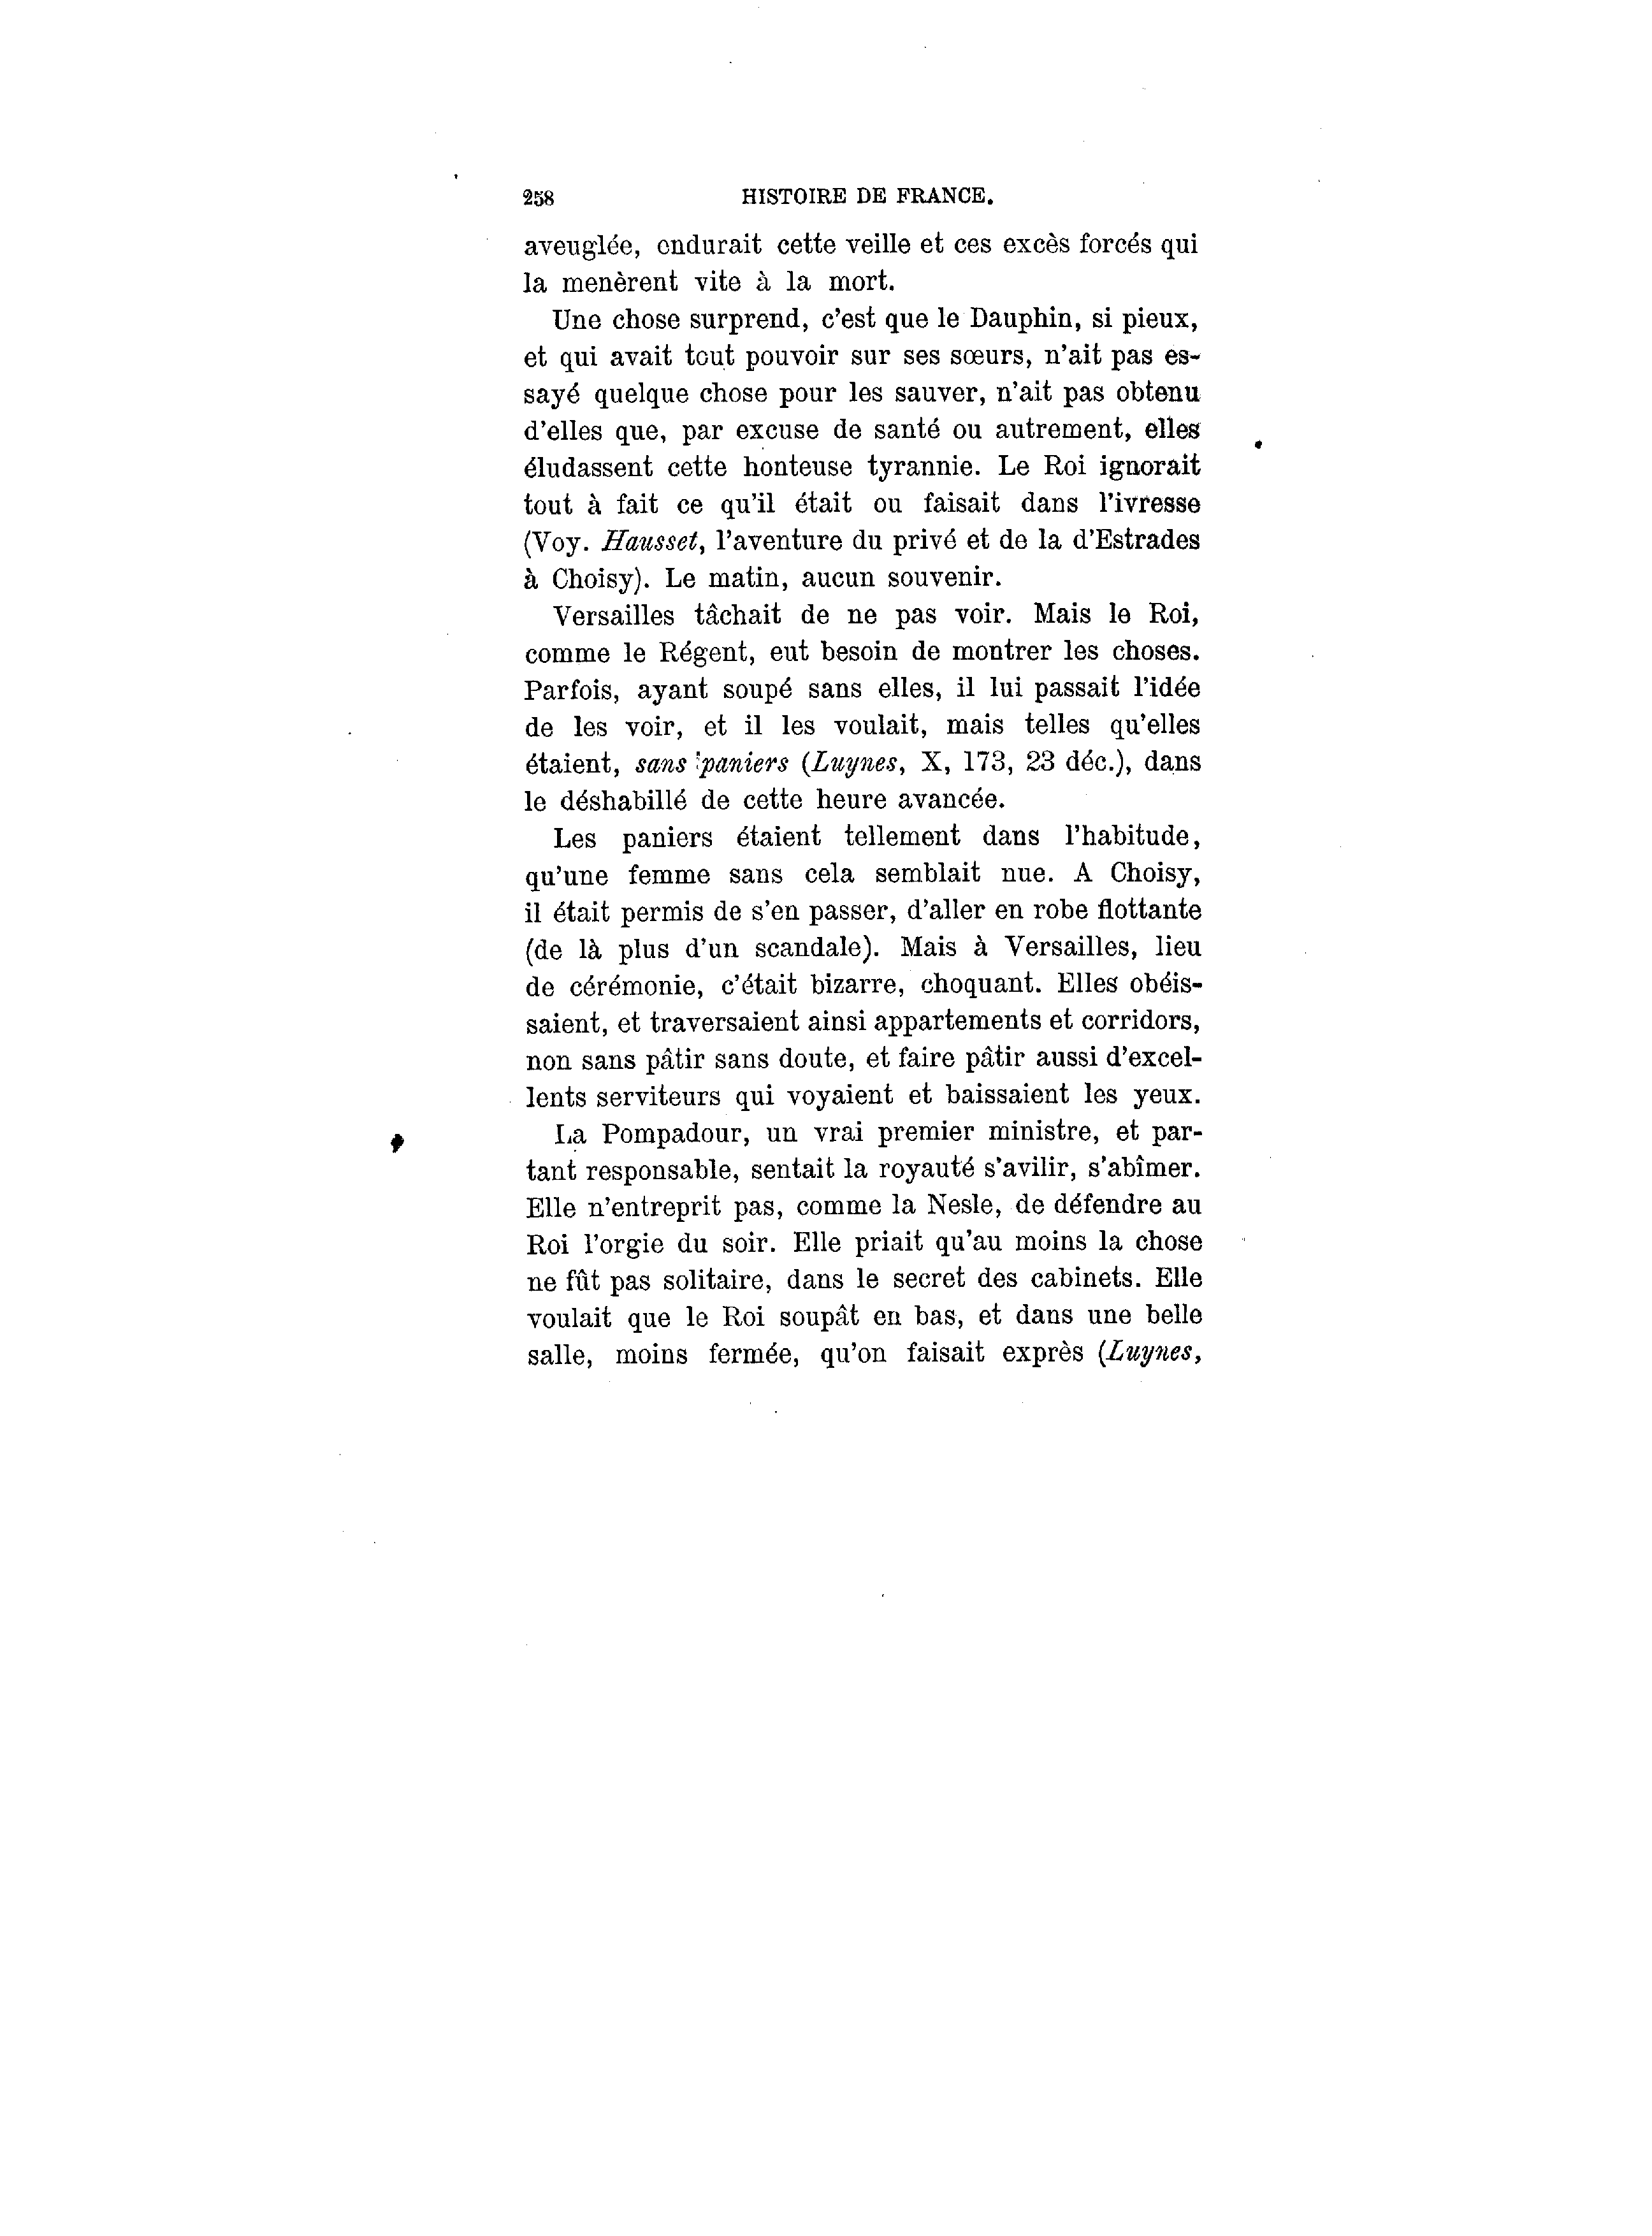 258 HISTOIRE DE FRANCE.
aveuglée, endurait cette veille et ces excès forcés qui
la menèrent vite à la mort.
Une chose surprend, c'est que le Dauphin, si pieux,
et qui avait tout pouvoir sur ses sœurs, n'ait pas es-
sayé quelque chose pour les sauver, n'ait pas obtenu
d'elles que, par excuse de santé ou autrement, elles
éludassent cette honteuse tyrannie. Le Roi ignorait
tout à fait ce qu'il était ou faisait dans l'ivresse
(Voy. Hausset, l'aventure du privé et de la d'Estrades
à Choisy). Le matin, aucun souvenir.
Versailles tâchait de ne pas voir. Mais le Roi,
comme le Régent, eut besoin de montrer les choses.
Parfois, ayant soupé sans elles, il lui passait l'idée
de les voir, et il les voulait, mais telles qu'elles
étaient, sans paniers (Luynes, X, 173, 23 déc.), dans
le déshabillé de cette heure avancée.
Les paniers étaient tellement dans l'habitude,
qu'une femme sans cela semblait nue. A Choisy,
il était permis de s'en passer, d'aller en robe flottante
(de là plus d'un scandale). Mais à Versailles, lieu
de cérémonie, c'était bizarre, choquant. Elles obéis-
saient, et traversaient ainsi appartements et corridors,
non sans pâtir sans doute, et faire pâtir aussi d'excel-
lents serviteurs qui voyaient et baissaient les yeux.
La Pompadour, un vrai premier ministre, et par-
tant responsable, sentait la royauté s'avilir, s'abîmer.
Elle n'entreprit pas, comme la Nesle, de défendre au
Roi l'orgie du soir. Elle priait qu'au moins la chose
ne fût pas solitaire, dans le secret des cabinets. Elle
voulait que le Roi soupât en bas, et dans une belle
salle, moins fermée, qu'on faisait exprès (Luynes,